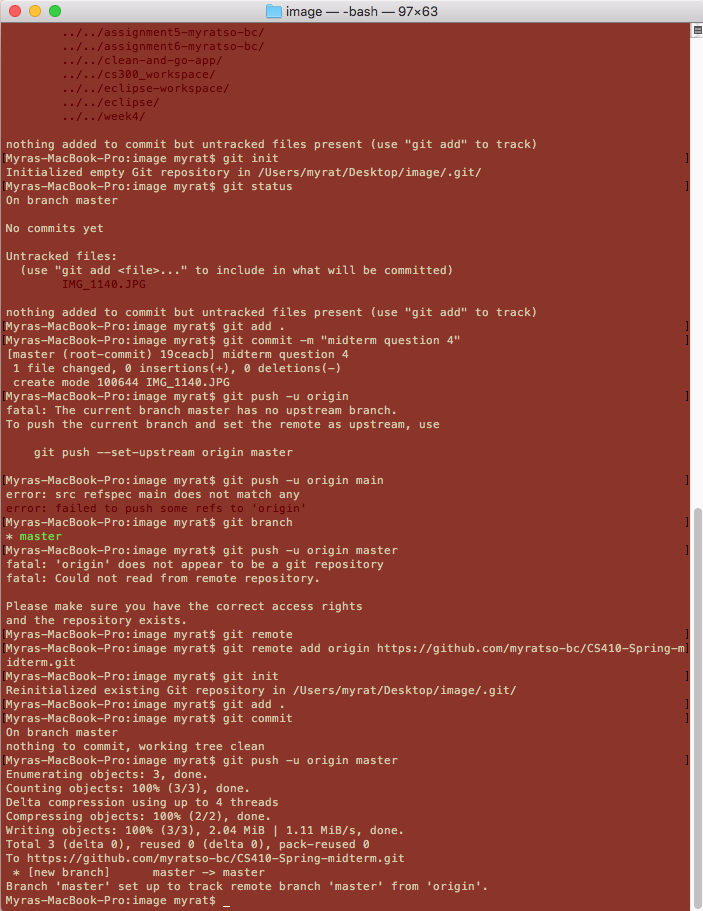 image — -bash — 97×63
../../assignment5-myratso-bc/
../../assignment6-myratso-bc/
../../clean-and-go-app/
../../cs300_workspace/
../../eclipse-workspace/
../../eclipse/
../../week4/
nothing added to commit but untracked files present (use "git add" to track)
[Myras-MacBook-Pro:image myrat$ git init ]
Initialized empty Git repository in /Users/myrat/Desktop/image/.git/
[Myras-MacBook-Pro:image myrat$ git status ]
On branch master
No commits yet
Untracked files:
(use "git add <file>..." to include in what will be committed)
IMG_1140.JPG
nothing added to commit but untracked files present (use "git add" to track)
[Myras-MacBook-Pro:image myrat$ git add . ]
[Myras-MacBook-Pro:image myrat$ git commit -m "midterm question 4" ]
[master (root-commit) 19ceacb] midterm question 4
1 file changed, 0 insertions(+), 0 deletions(-)
create mode 100644 IMG_1140.JPG
[Myras-MacBook-Pro:image myrat$ git push -u origin ]
fatal: The current branch master has no upstream branch.
To push the current branch and set the remote as upstream, use
git push --set-upstream origin master
[Myras-MacBook-Pro:image myrat$ git push -u origin main ]
error: src refspec main does not match any
error: failed to push some refs to 'origin'
[Myras-MacBook-Pro:image myrat$ git branch ]
* master
[Myras-MacBook-Pro:image myrat$ git push -u origin master ]
fatal: 'origin' does not appear to be a git repository
fatal: Could not read from remote repository.
Please make sure you have the correct access rights
and the repository exists.
[Myras-MacBook-Pro:image myrat$ git remote ]
[Myras-MacBook-Pro:image myrat$ git remote add origin https://github.com/myratso-bc/CS410-Spring-m]
idterm.git
[Myras-MacBook-Pro:image myrat$ git init ]
Reinitialized existing Git repository in /Users/myrat/Desktop/image/.git/
[Myras-MacBook-Pro:image myrat$ git add . ]
[Myras-MacBook-Pro:image myrat$ git commit ]
On branch master
nothing to commit, working tree clean
[Myras-MacBook-Pro:image myrat$ git push -u origin master ]
Enumerating objects: 3, done.
Counting objects: 100% (3/3), done.
Delta compression using up to 4 threads
Compressing objects: 100% (2/2), done.
Writing objects: 100% (3/3), 2.04 MiB | 1.11 MiB/s, done.
Total 3 (delta 0), reused 0 (delta 0), pack-reused 0
To https://github.com/myratso-bc/CS410-Spring-midterm.git
* [new branch] master -> master
Branch 'master' set up to track remote branch 'master' from 'origin'.
Myras-MacBook-Pro:image myrat$ _